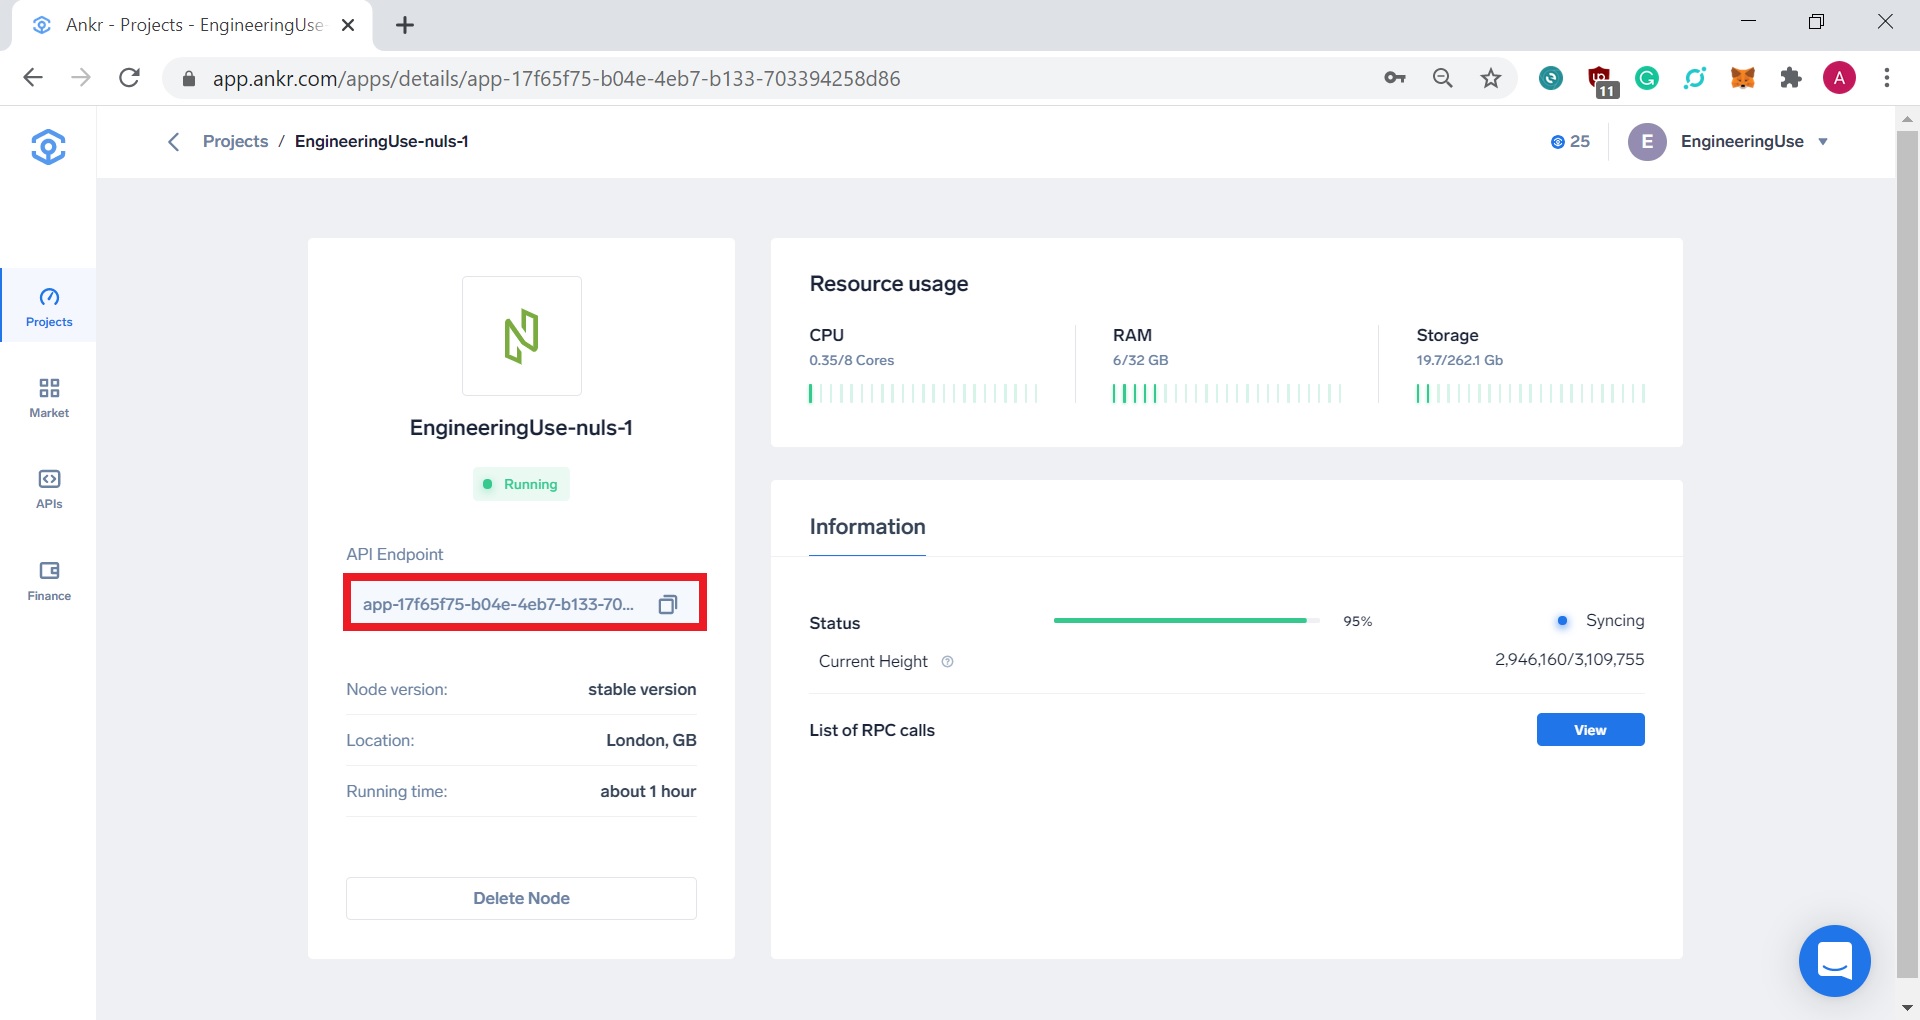 Ankr - Projects - EngineeringUse
app.ankr.com/apps/details/app-17f65f75-b04e-4eb7-b133-703394258d86
11
A
Projects / EngineeringUse-nuls-1
25
E
EngineeringUse
Projects
Market
APIs
Finance
EngineeringUse-nuls-1
Running
API Endpoint
app-17f65f75-b04e-4eb7-b133-70...
Node version: stable version
Location: London, GB
Running time: about 1 hour
Delete Node
Resource usage
CPU
0.35/8 Cores
RAM
6/32 GB
Storage
19.7/262.1 Gb
Information
Status 95% Syncing
Current Height 2,946,160/3,109,755
List of RPC calls View